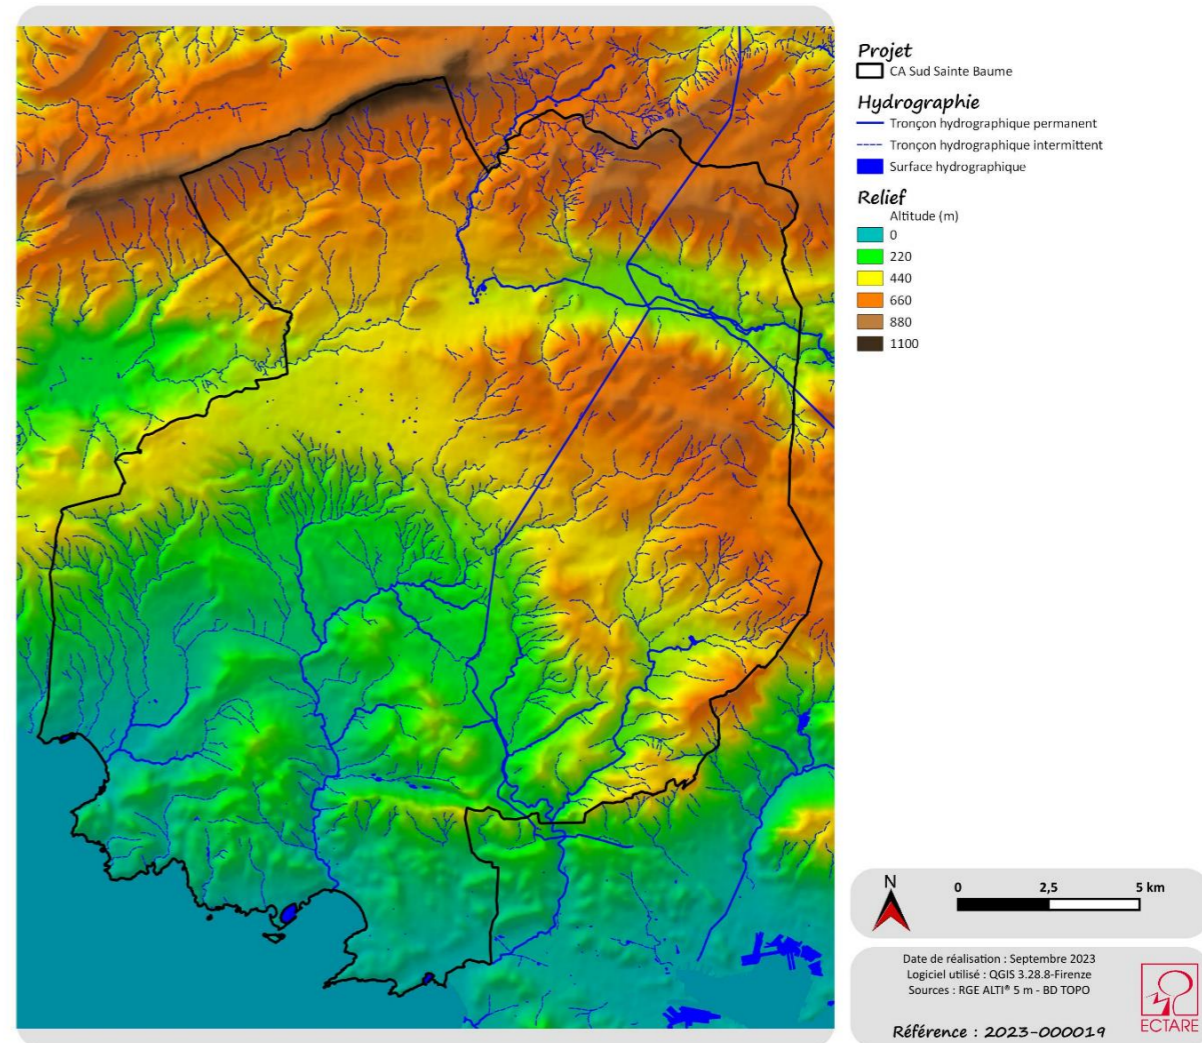 Projet
CA Sud Sainte Baume
Hydrographie
Tronçon hydrographique permanent
Tronçon hydrographique intermittent
Surface hydrographique
Relief
Altitude (m)
0
220
440
660
880
1100
N
0 2,5 5 km
Date de réalisation : Septembre 2023
Logiciel utilisé : QGIS 3.28.8-Firenze
Sources : RGE ALTI® 5 m - BD TOPO
Référence : 2023-000019
ECTARE